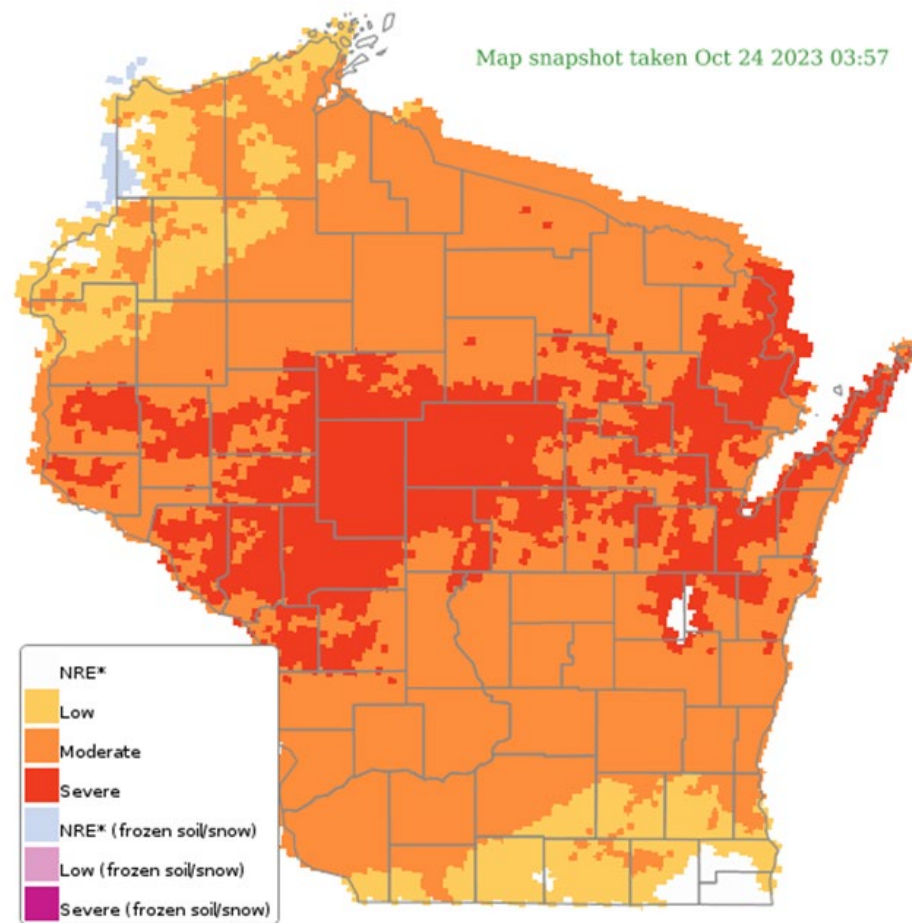 Map snapshot taken Oct 24 2023 03:57
NRE*
Low
Moderate
Severe
NRE* (frozen soil/snow)
Low (frozen soil/snow)
Severe (frozen soil/snow)